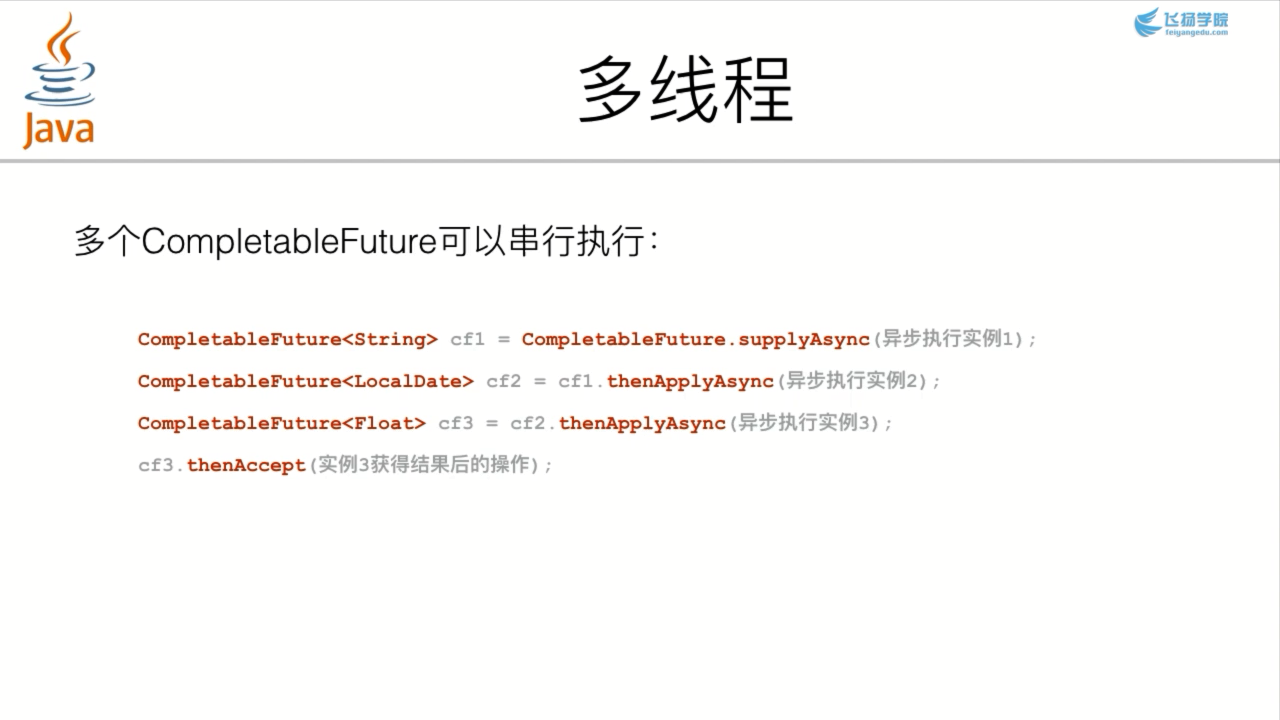 Java
飞扬学院
feiyangedu.com
多线程
多个CompletableFuture可以串行执行：
CompletableFuture<String> cf1 = CompletableFuture.supplyAsync(异步执行实例1);
CompletableFuture<LocalDate> cf2 = cf1.thenApplyAsync(异步执行实例2);
CompletableFuture<Float> cf3 = cf2.thenApplyAsync(异步执行实例3);
cf3.thenAccept(实例3获得结果后的操作);